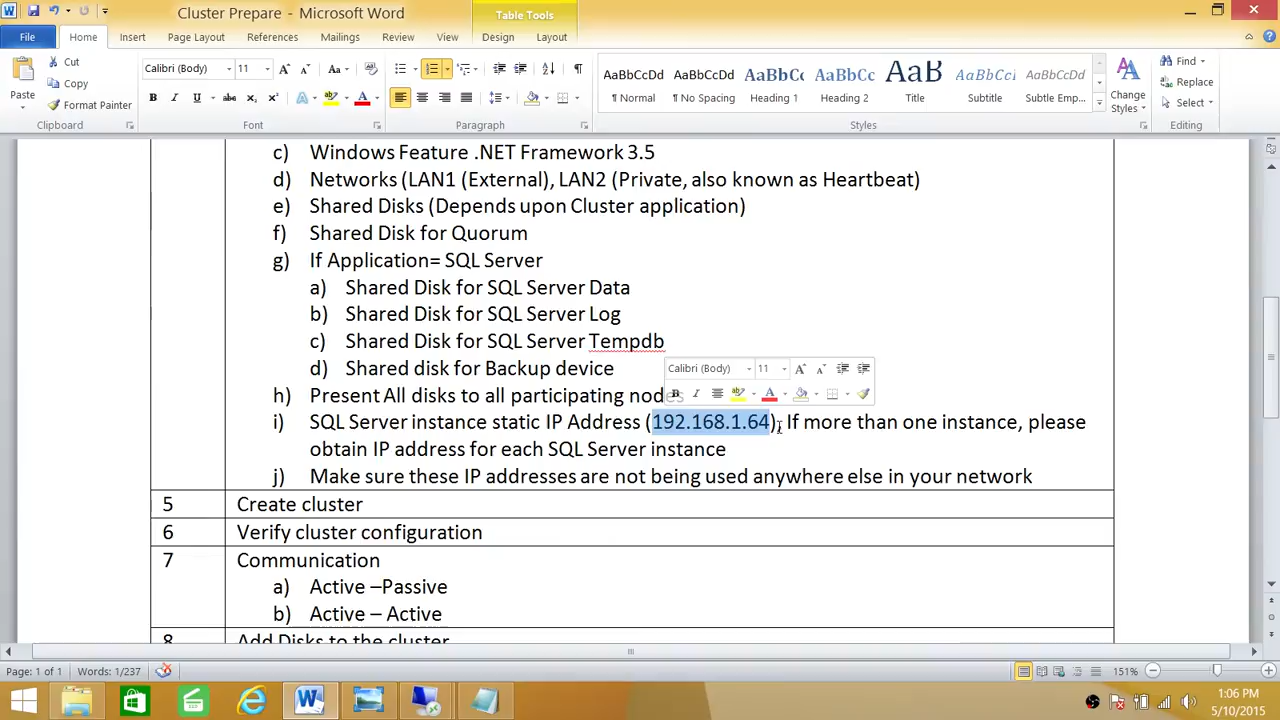 Cluster Prepare - Microsoft Word
Table Tools
File
Home
Insert
Page Layout
References
Mailings
Review
View
Design
Layout
Paste
Cut
Copy
Format Painter
Clipboard
Calibri (Body)
11
Font
Paragraph
AaBbCcDd
¶ Normal
AaBbCcDd
¶ No Spacing
AaBbCc
Heading 1
AaBbCc
Heading 2
AaB
Title
AaBbCcL
Subtitle
AaBbCcDd
Subtle Emp...
Change
Styles
Styles
Find
Replace
Select
Editing
c) Windows Feature .NET Framework 3.5
d) Networks (LAN1 (External), LAN2 (Private, also known as Heartbeat)
e) Shared Disks (Depends upon Cluster application)
f) Shared Disk for Quorum
g) If Application= SQL Server
a) Shared Disk for SQL Server Data
b) Shared Disk for SQL Server Log
c) Shared Disk for SQL Server Tempdb
d) Shared disk for Backup device
Calibri (Body) 11
h) Present All disks to all participating nodes
i) SQL Server instance static IP Address (192.168.1.64), If more than one instance, please
obtain IP address for each SQL Server instance
j) Make sure these IP addresses are not being used anywhere else in your network
5 Create cluster
6 Verify cluster configuration
7 Communication
a) Active –Passive
b) Active – Active
8 Add Disks to the cluster
Page: 1 of 1
Words: 1/237
151%
1:06 PM
5/10/2015